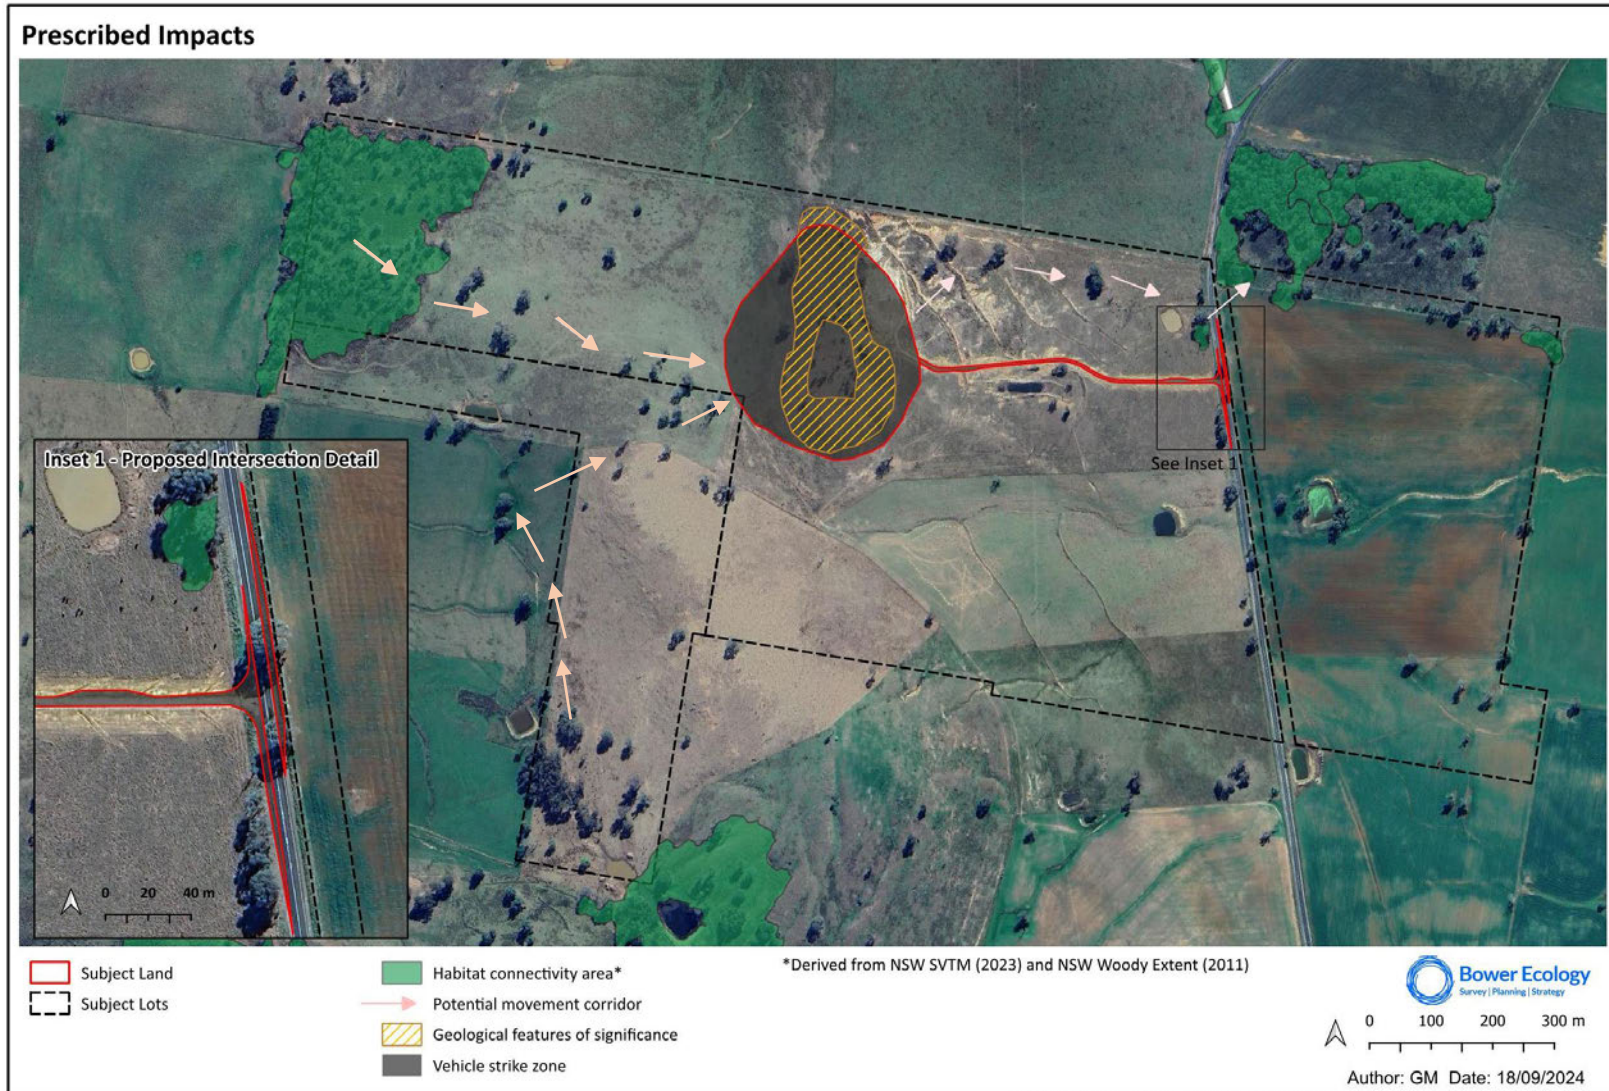 Prescribed Impacts
See Inset 1
Inset 1 - Proposed Intersection Detail
0 20 40 m
Subject Land
Subject Lots
Habitat connectivity area*
Potential movement corridor
Geological features of significance
Vehicle strike zone
*Derived from NSW SVTM (2023) and NSW Woody Extent (2011)
Bower Ecology
Survey | Planning | Strategy
0 100 200 300 m
Author: GM Date: 18/09/2024